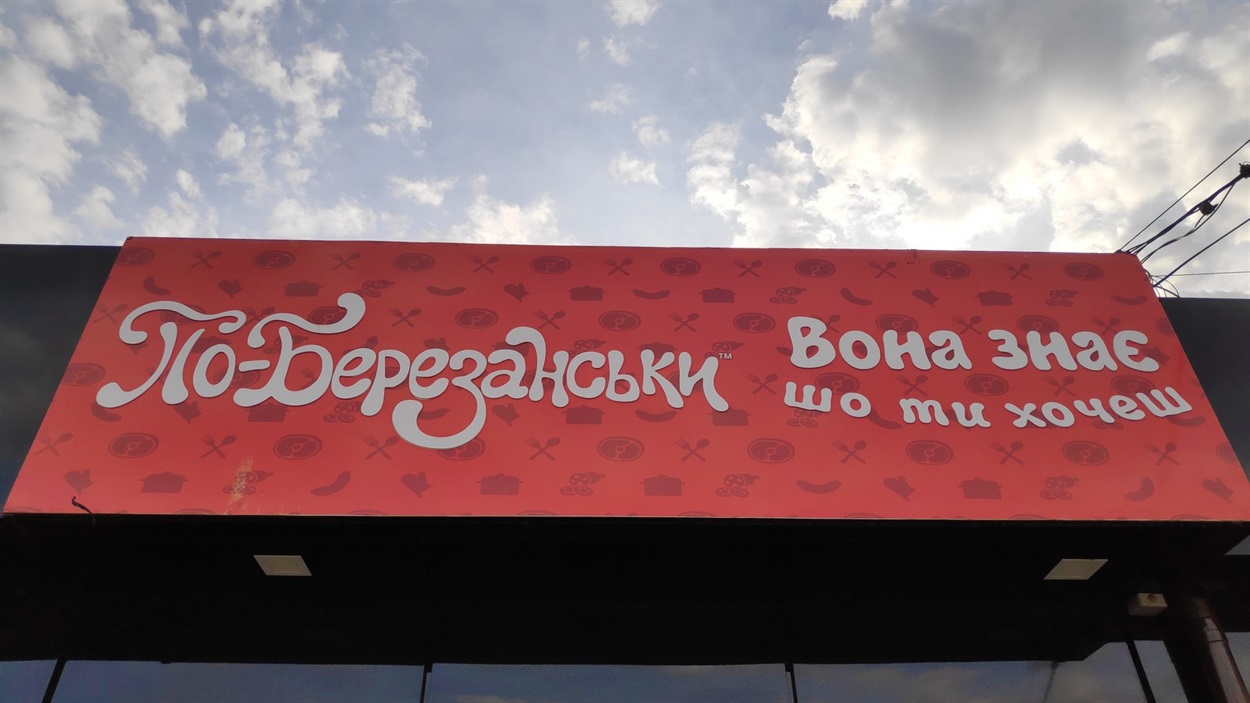 По-Березанськи™
Вона знає
шо ти хочеш